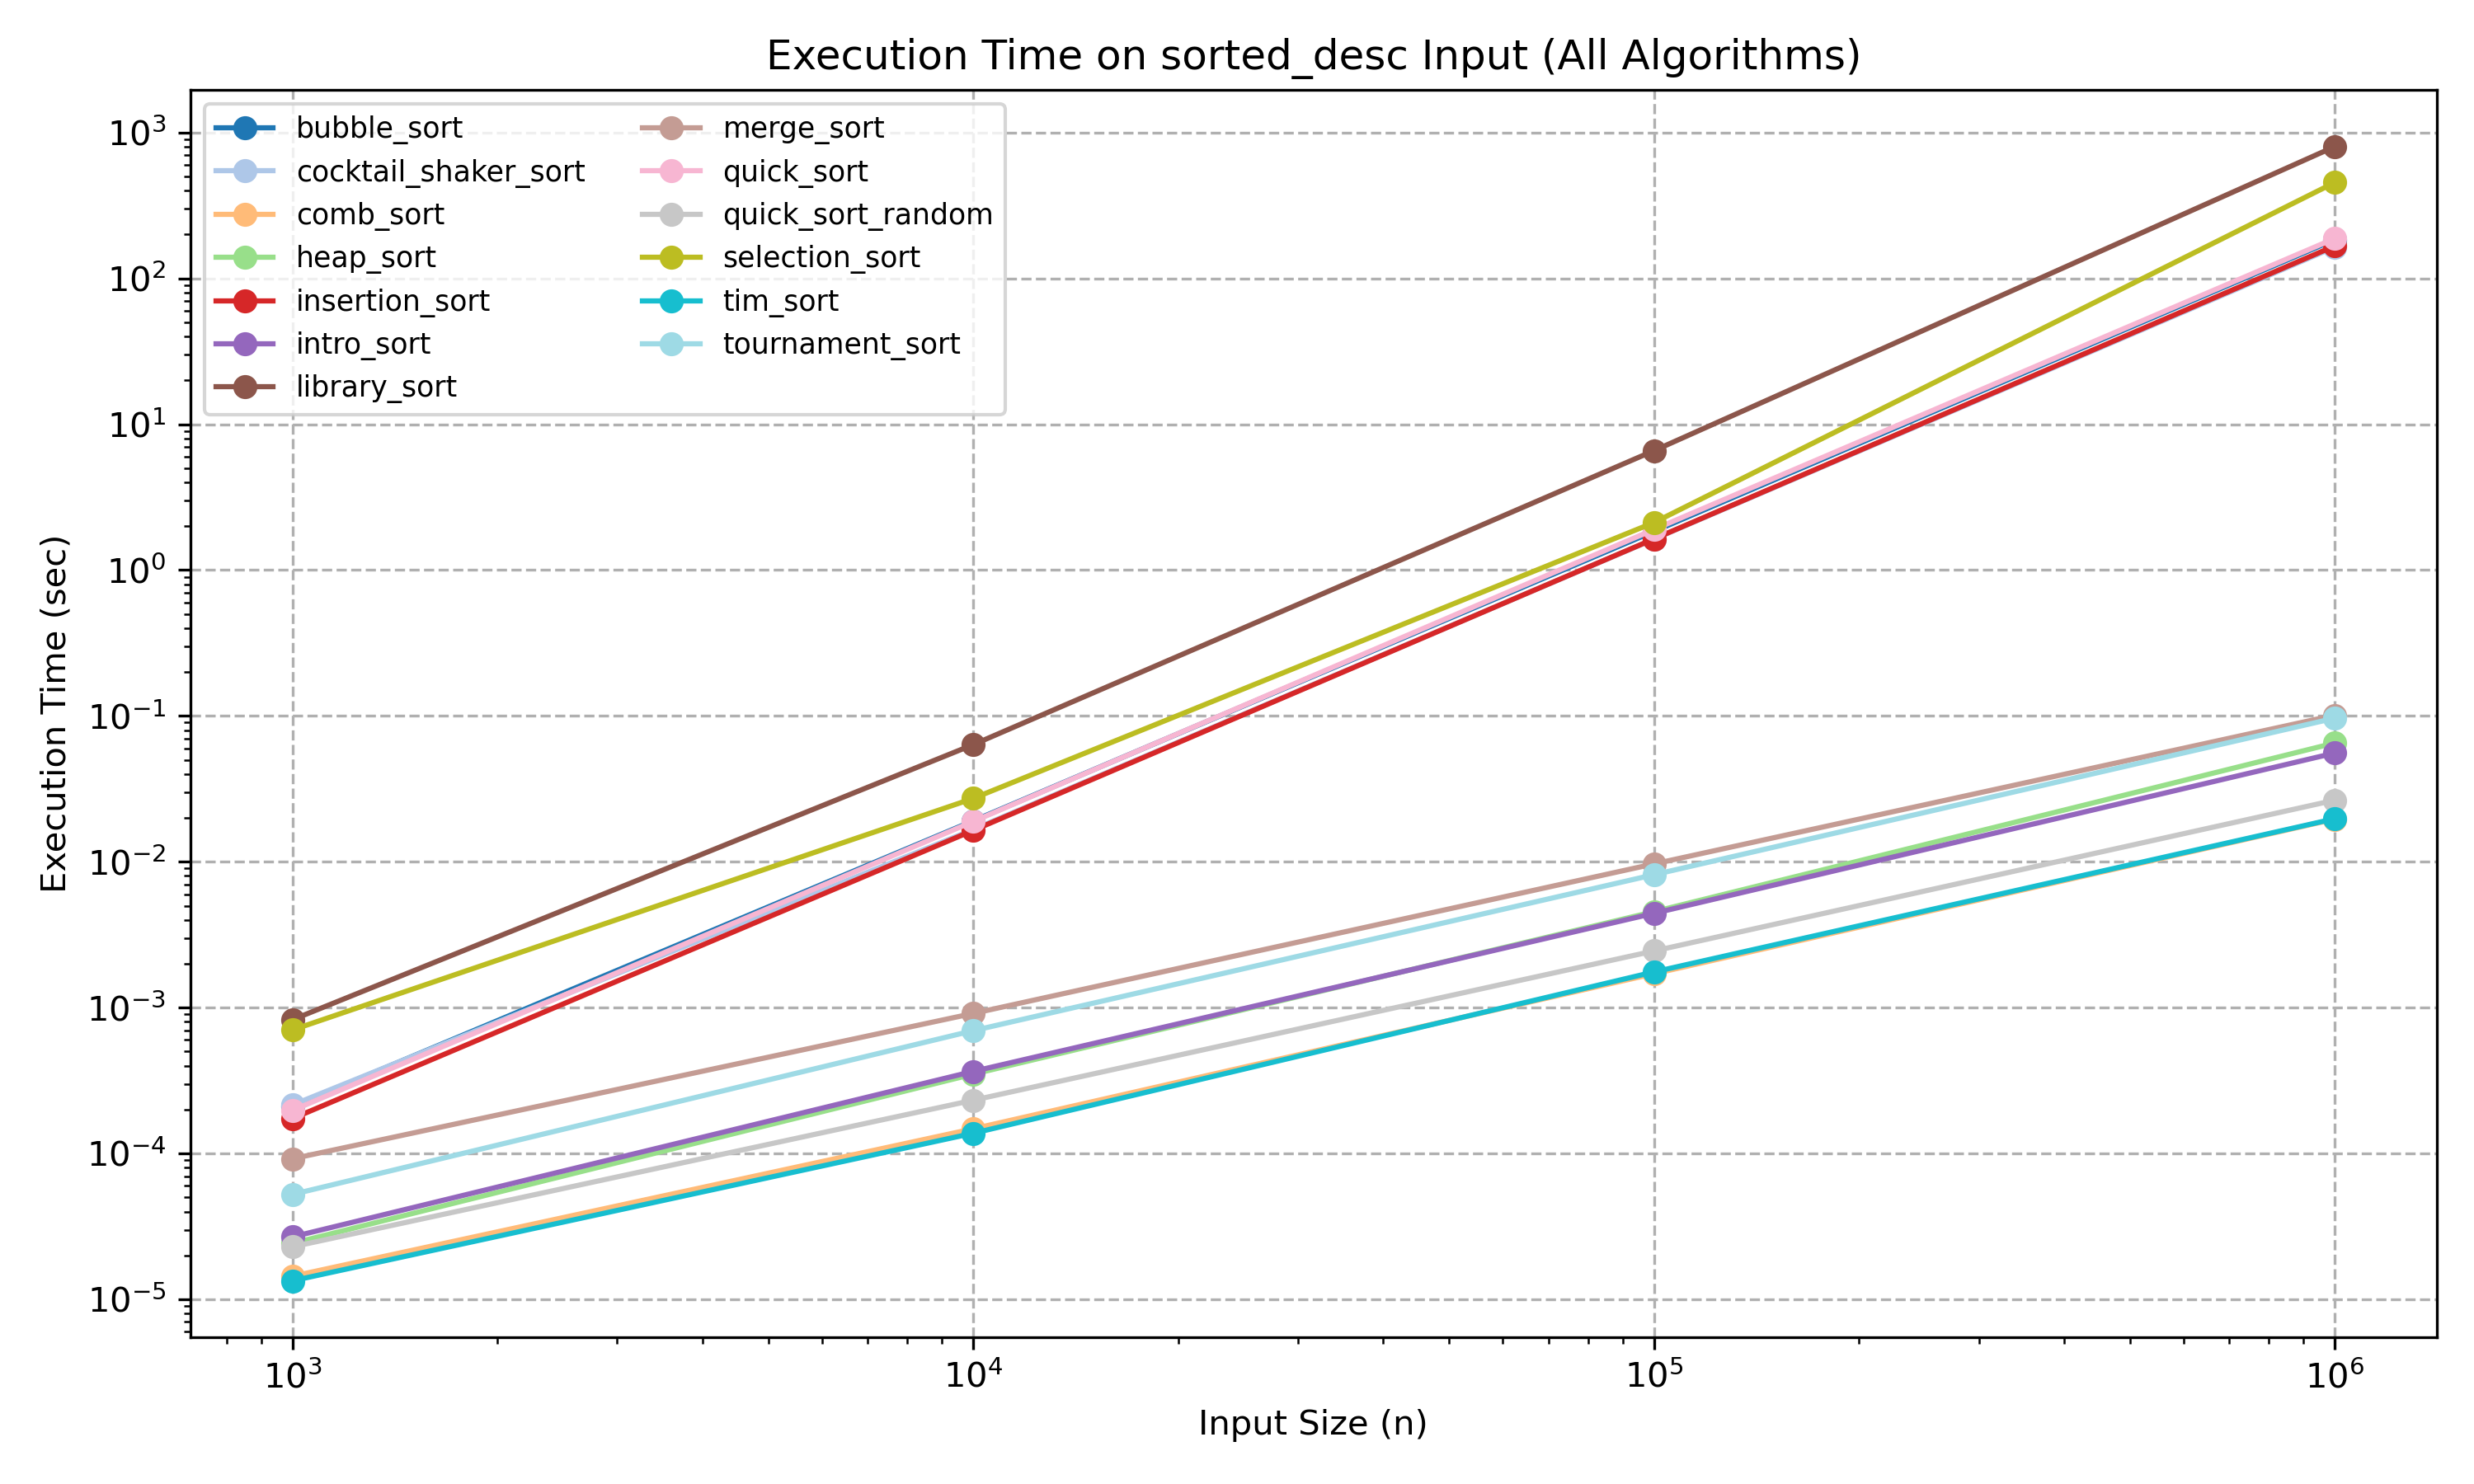 Execution Time on sorted_desc Input (All Algorithms)
bubble_sort
cocktail_shaker_sort
comb_sort
heap_sort
insertion_sort
intro_sort
library_sort
merge_sort
quick_sort
quick_sort_random
selection_sort
tim_sort
tournament_sort
Execution Time (sec)
10³
10²
10¹
10⁰
10⁻¹
10⁻²
10⁻³
10⁻⁴
10⁻⁵
10³ 10⁴ 10⁵ 10⁶
Input Size (n)